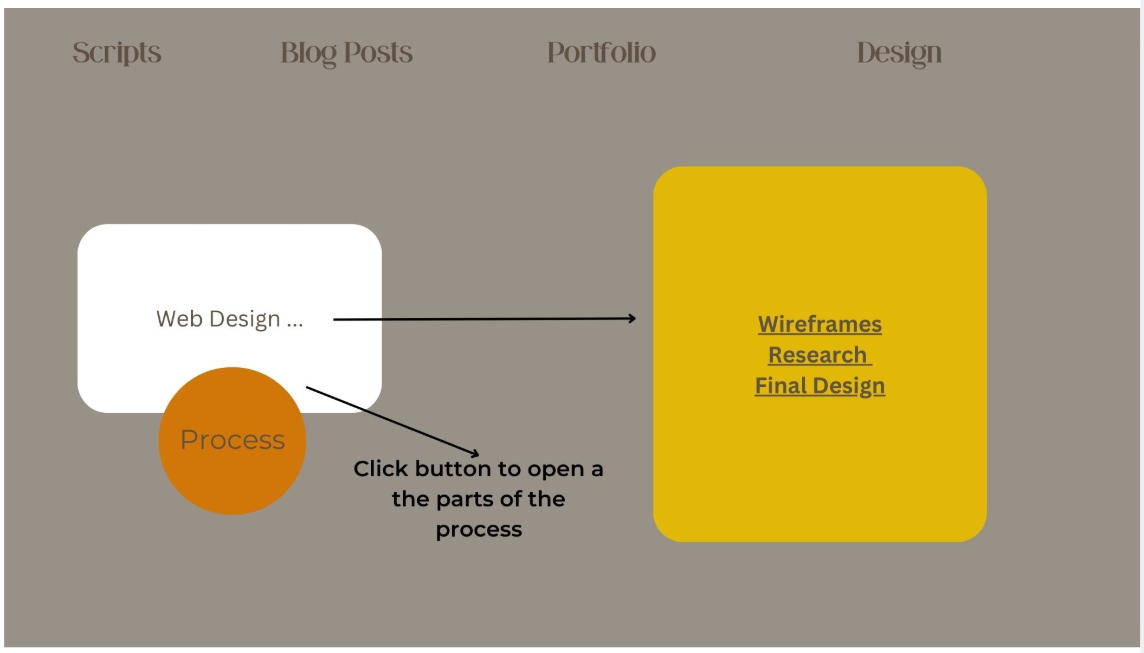 Scripts
Blog Posts
Portfolio
Design
Web Design ...
Process
Click button to open a
the parts of the
process
Wireframes
Research
Final Design